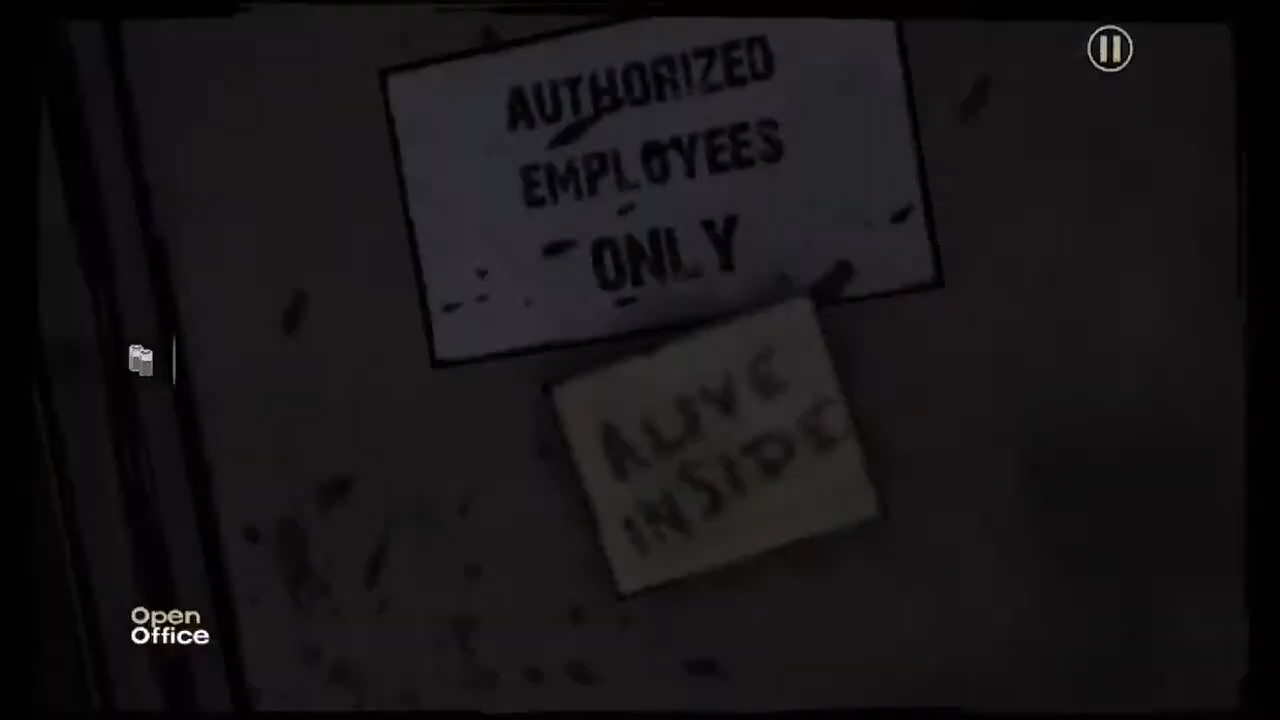 AUTHORIZED
EMPLOYEES
ONLY
ALIVE
INSIDE
Open
Office